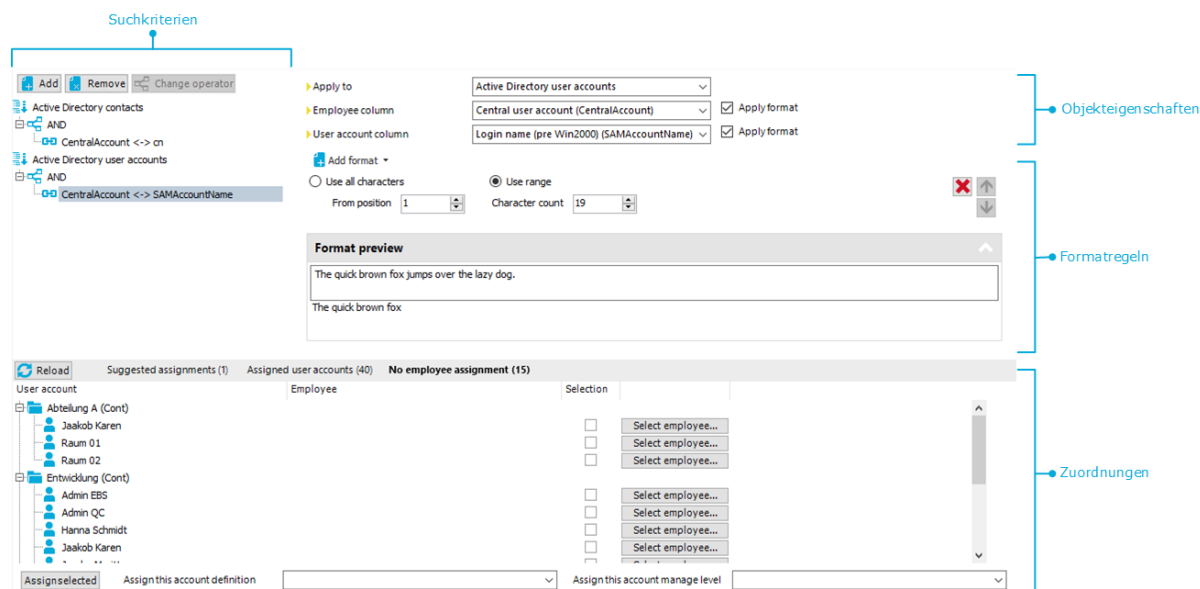 Suchkriterien
Add Remove Change operator
Active Directory contacts
AND
CentralAccount <-> cn
Active Directory user accounts
AND
CentralAccount <-> SAMAccountName
Apply to Active Directory user accounts
Employee column Central user account (CentralAccount) Apply format
User account column Login name (pre Win2000) (SAMAccountName) Apply format
Objekteigenschaften
Add format
Use all characters Use range
From position 1 Character count 19
Format preview
The quick brown fox jumps over the lazy dog.
The quick brown fox
Formatregeln
Reload Suggested assignments (1) Assigned user accounts (40) No employee assignment (15)
User account Employee Selection
Abteilung A (Cont)
Jaakob Karen Select employee...
Raum 01 Select employee...
Raum 02 Select employee...
Entwicklung (Cont)
Admin EBS Select employee...
Admin QC Select employee...
Hanna Schmidt Select employee...
Jaakob Karen Select employee...
Zuordnungen
Assign selected Assign this account definition Assign this account manage level